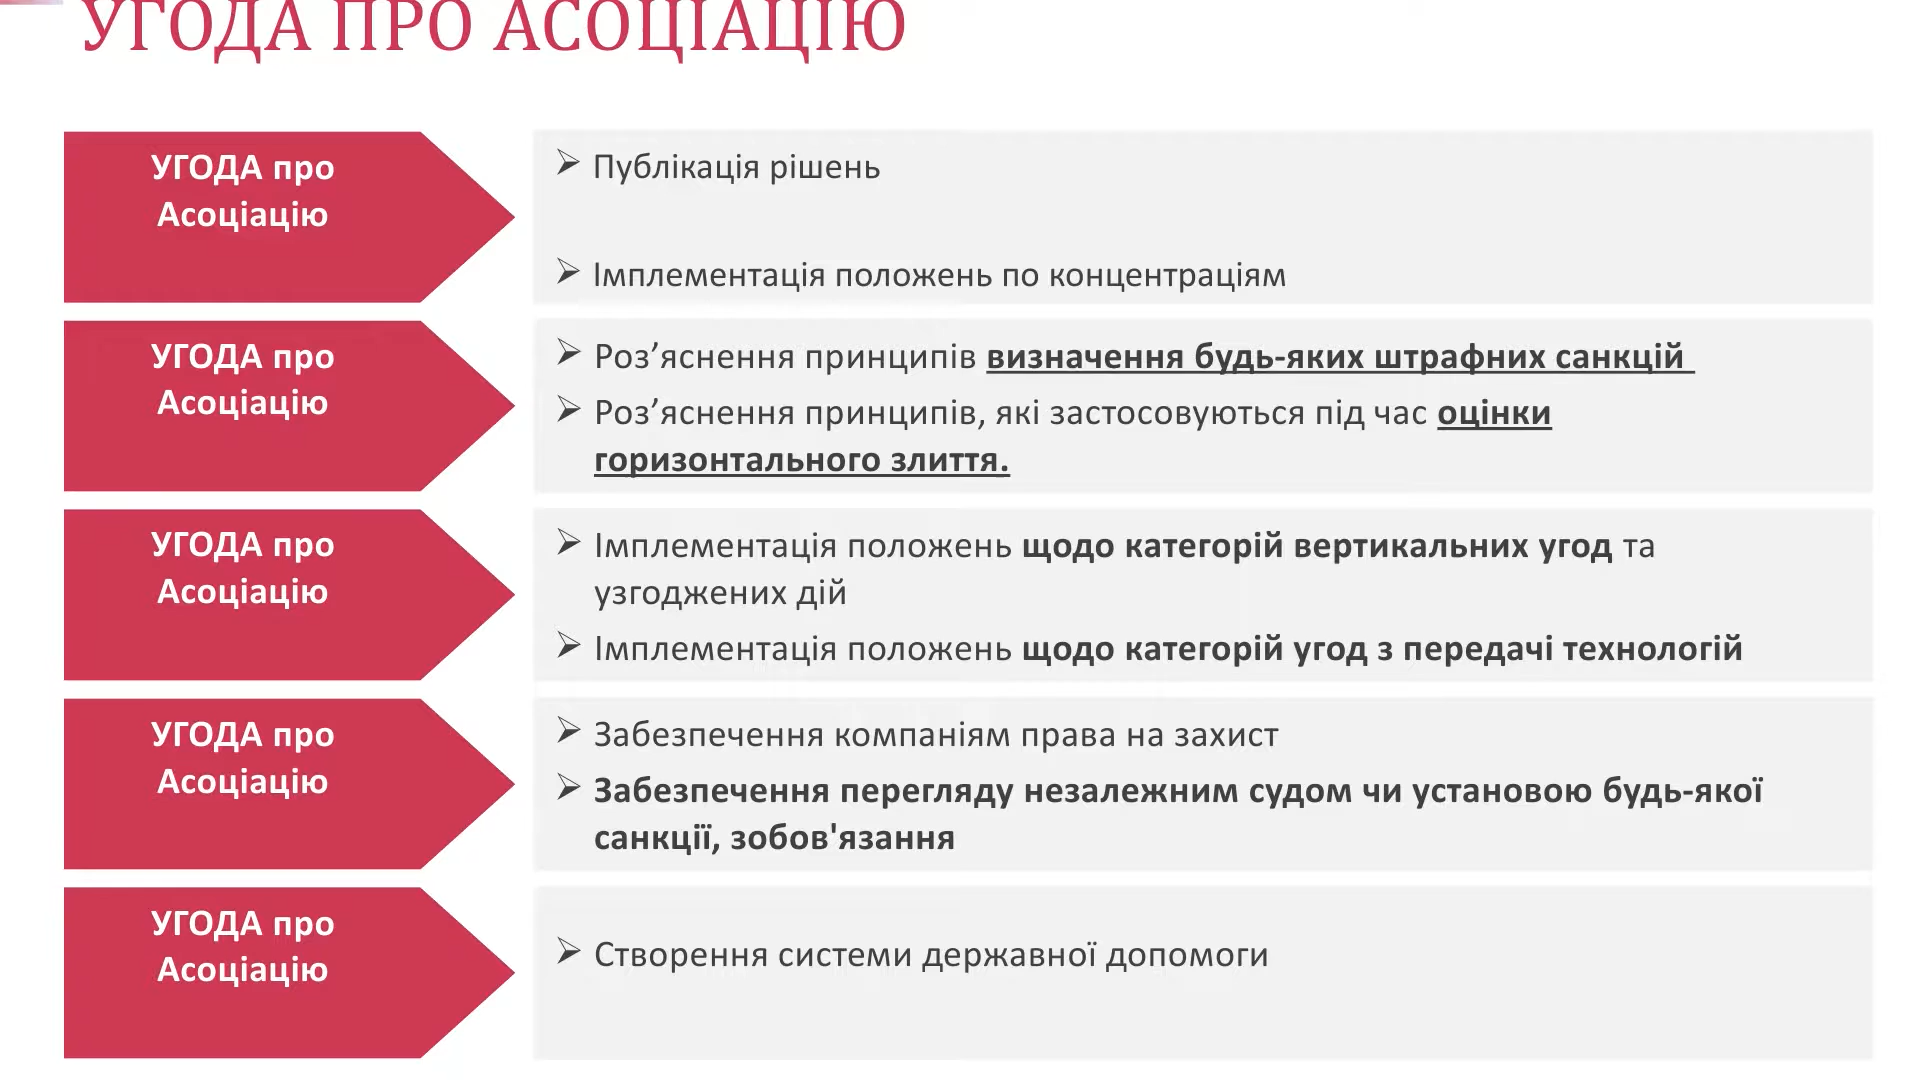 УГОДА ПРО АСОЦІАЦІЮ
УГОДА про
Асоціацію
Публікація рішень
Імплементація положень по концентраціям
УГОДА про
Асоціацію
Роз’яснення принципів визначення будь-яких штрафних санкцій
Роз’яснення принципів, які застосовуються під час оцінки
горизонтального злиття.
УГОДА про
Асоціацію
Імплементація положень щодо категорій вертикальних угод та
узгоджених дій
Імплементація положень щодо категорій угод з передачі технологій
УГОДА про
Асоціацію
Забезпечення компаніям права на захист
Забезпечення перегляду незалежним судом чи установою будь-якої
санкції, зобов'язання
УГОДА про
Асоціацію
Створення системи державної допомоги